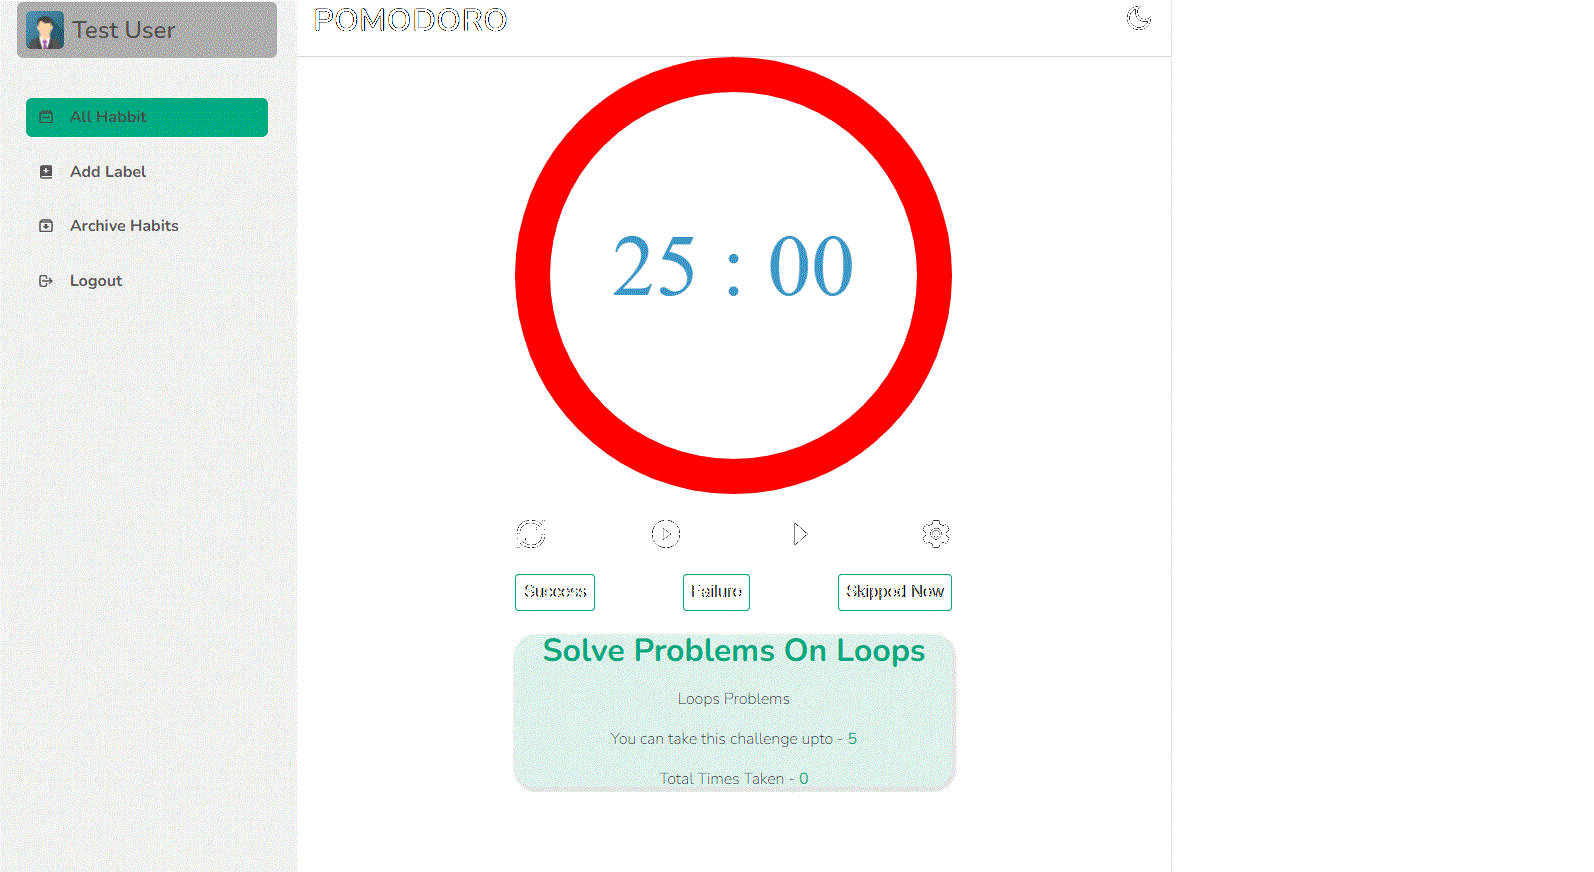 Test User
All Habbit
Add Label
Archive Habits
Logout
POMODORO
25 : 00
Success
Failure
Skipped Now
Solve Problems On Loops
Loops Problems
You can take this challenge upto - 5
Total Times Taken - 0